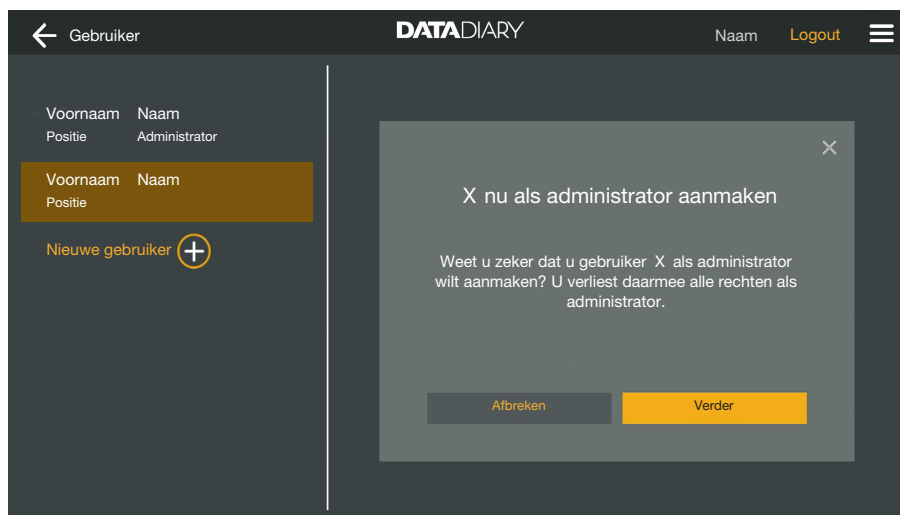 Gebruiker
DATADIARY
Naam Logout
Voornaam Naam
Positie Administrator
Voornaam Naam
Positie
Nieuwe gebruiker
X nu als administrator aanmaken
Weet u zeker dat u gebruiker X als administrator
wilt aanmaken? U verliest daarmee alle rechten als
administrator.
Afbreken
Verder